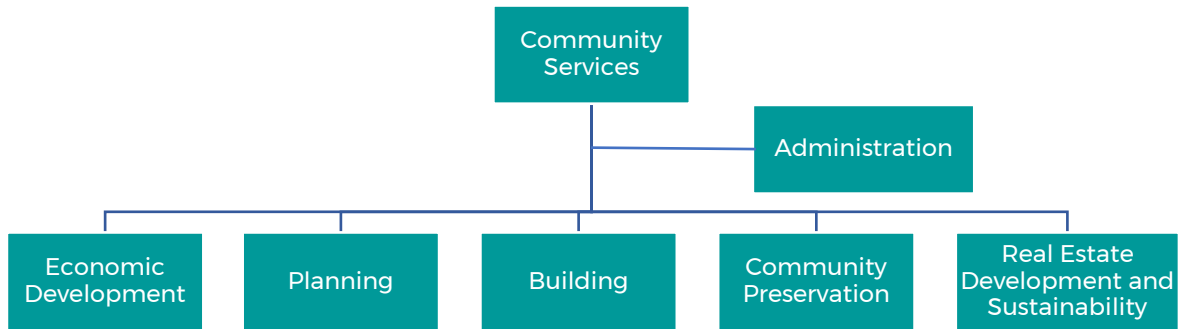 Community
Services
Administration
Economic
Development
Planning
Building
Community
Preservation
Real Estate
Development and
Sustainability